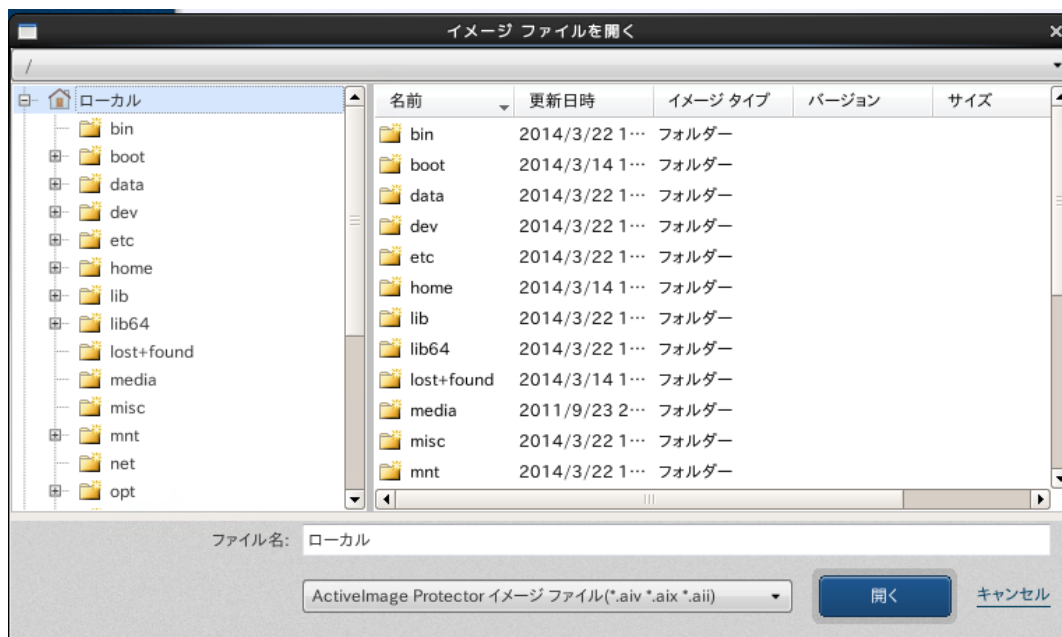 イメージ ファイルを開く
/
ローカル
bin
boot
data
dev
etc
home
lib
lib64
lost+found
media
misc
mnt
net
opt
名前 更新日時 イメージ タイプ バージョン サイズ
bin 2014/3/22 1… フォルダー
boot 2014/3/14 1… フォルダー
data 2014/3/22 1… フォルダー
dev 2014/3/22 1… フォルダー
etc 2014/3/22 1… フォルダー
home 2014/3/14 1… フォルダー
lib 2014/3/22 1… フォルダー
lib64 2014/3/22 1… フォルダー
lost+found 2014/3/14 1… フォルダー
media 2011/9/23 2… フォルダー
misc 2014/3/22 1… フォルダー
mnt 2014/3/22 1… フォルダー
ファイル名: ローカル
ActiveImage Protector イメージ ファイル(*.aiv *.aix *.aii) 開く キャンセル